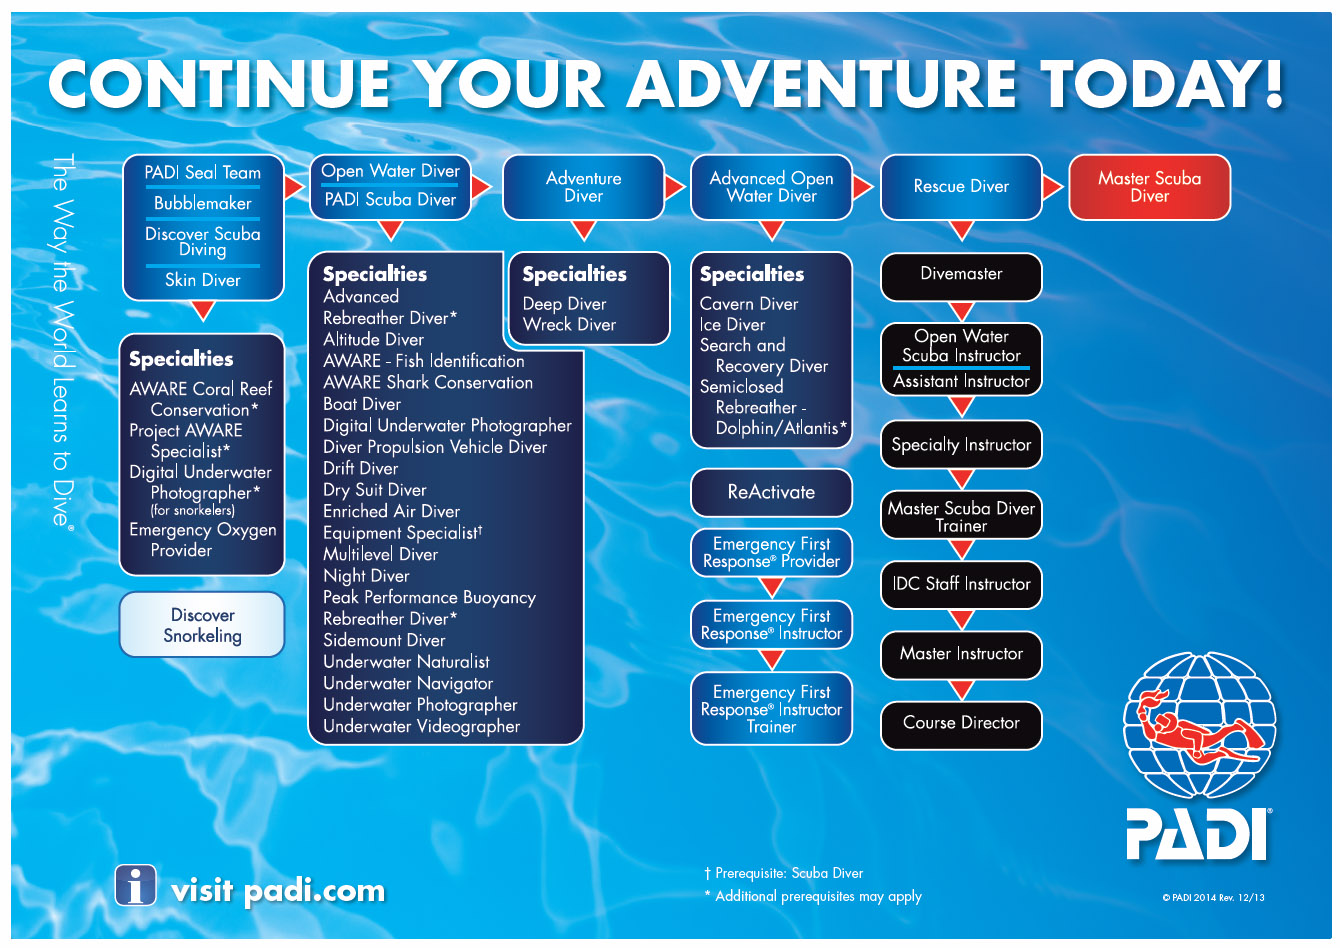 CONTINUE YOUR ADVENTURE TODAY!
The Way the World Learns to Dive®
PADI Seal Team
Bubblemaker
Discover Scuba
Diving
Skin Diver
Specialties
AWARE Coral Reef
Conservation*
Project AWARE
Specialist*
Digital Underwater
Photographer*
(for snorkelers)
Emergency Oxygen
Provider
Discover
Snorkeling
Open Water Diver
PADI Scuba Diver
Specialties
Advanced
Rebreather Diver*
Altitude Diver
AWARE - Fish Identification
AWARE Shark Conservation
Boat Diver
Digital Underwater Photographer
Diver Propulsion Vehicle Diver
Drift Diver
Dry Suit Diver
Enriched Air Diver
Equipment Specialist†
Multilevel Diver
Night Diver
Peak Performance Buoyancy
Rebreather Diver*
Sidemount Diver
Underwater Naturalist
Underwater Navigator
Underwater Photographer
Underwater Videographer
Adventure
Diver
Specialties
Deep Diver
Wreck Diver
Advanced Open
Water Diver
Specialties
Cavern Diver
Ice Diver
Search and
Recovery Diver
Semiclosed
Rebreather -
Dolphin/Atlantis*
ReActivate
Emergency First
Response® Provider
Emergency First
Response® Instructor
Emergency First
Response® Instructor
Trainer
Rescue Diver
Divemaster
Open Water
Scuba Instructor
Assistant Instructor
Specialty Instructor
Master Scuba Diver
Trainer
IDC Staff Instructor
Master Instructor
Course Director
Master Scuba
Diver
PADI®
i visit padi.com
† Prerequisite: Scuba Diver
* Additional prerequisites may apply
© PADI 2014 Rev. 12/13